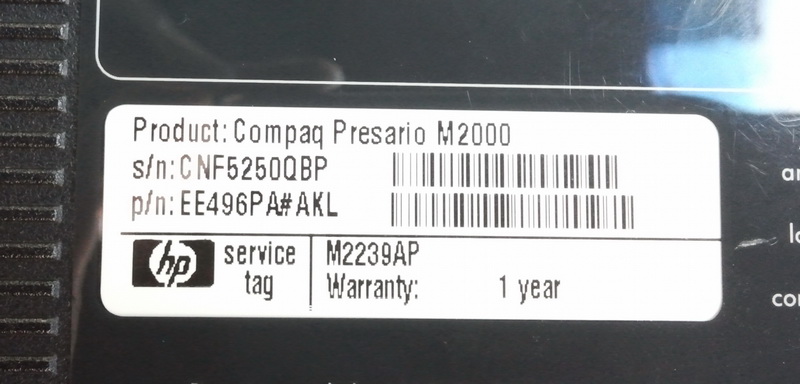 Product: Compaq Presario M2000
s/n: CNF5250QBP
p/n: EE496PA#AKL
hp service tag
M2239AP
Warranty: 1 year